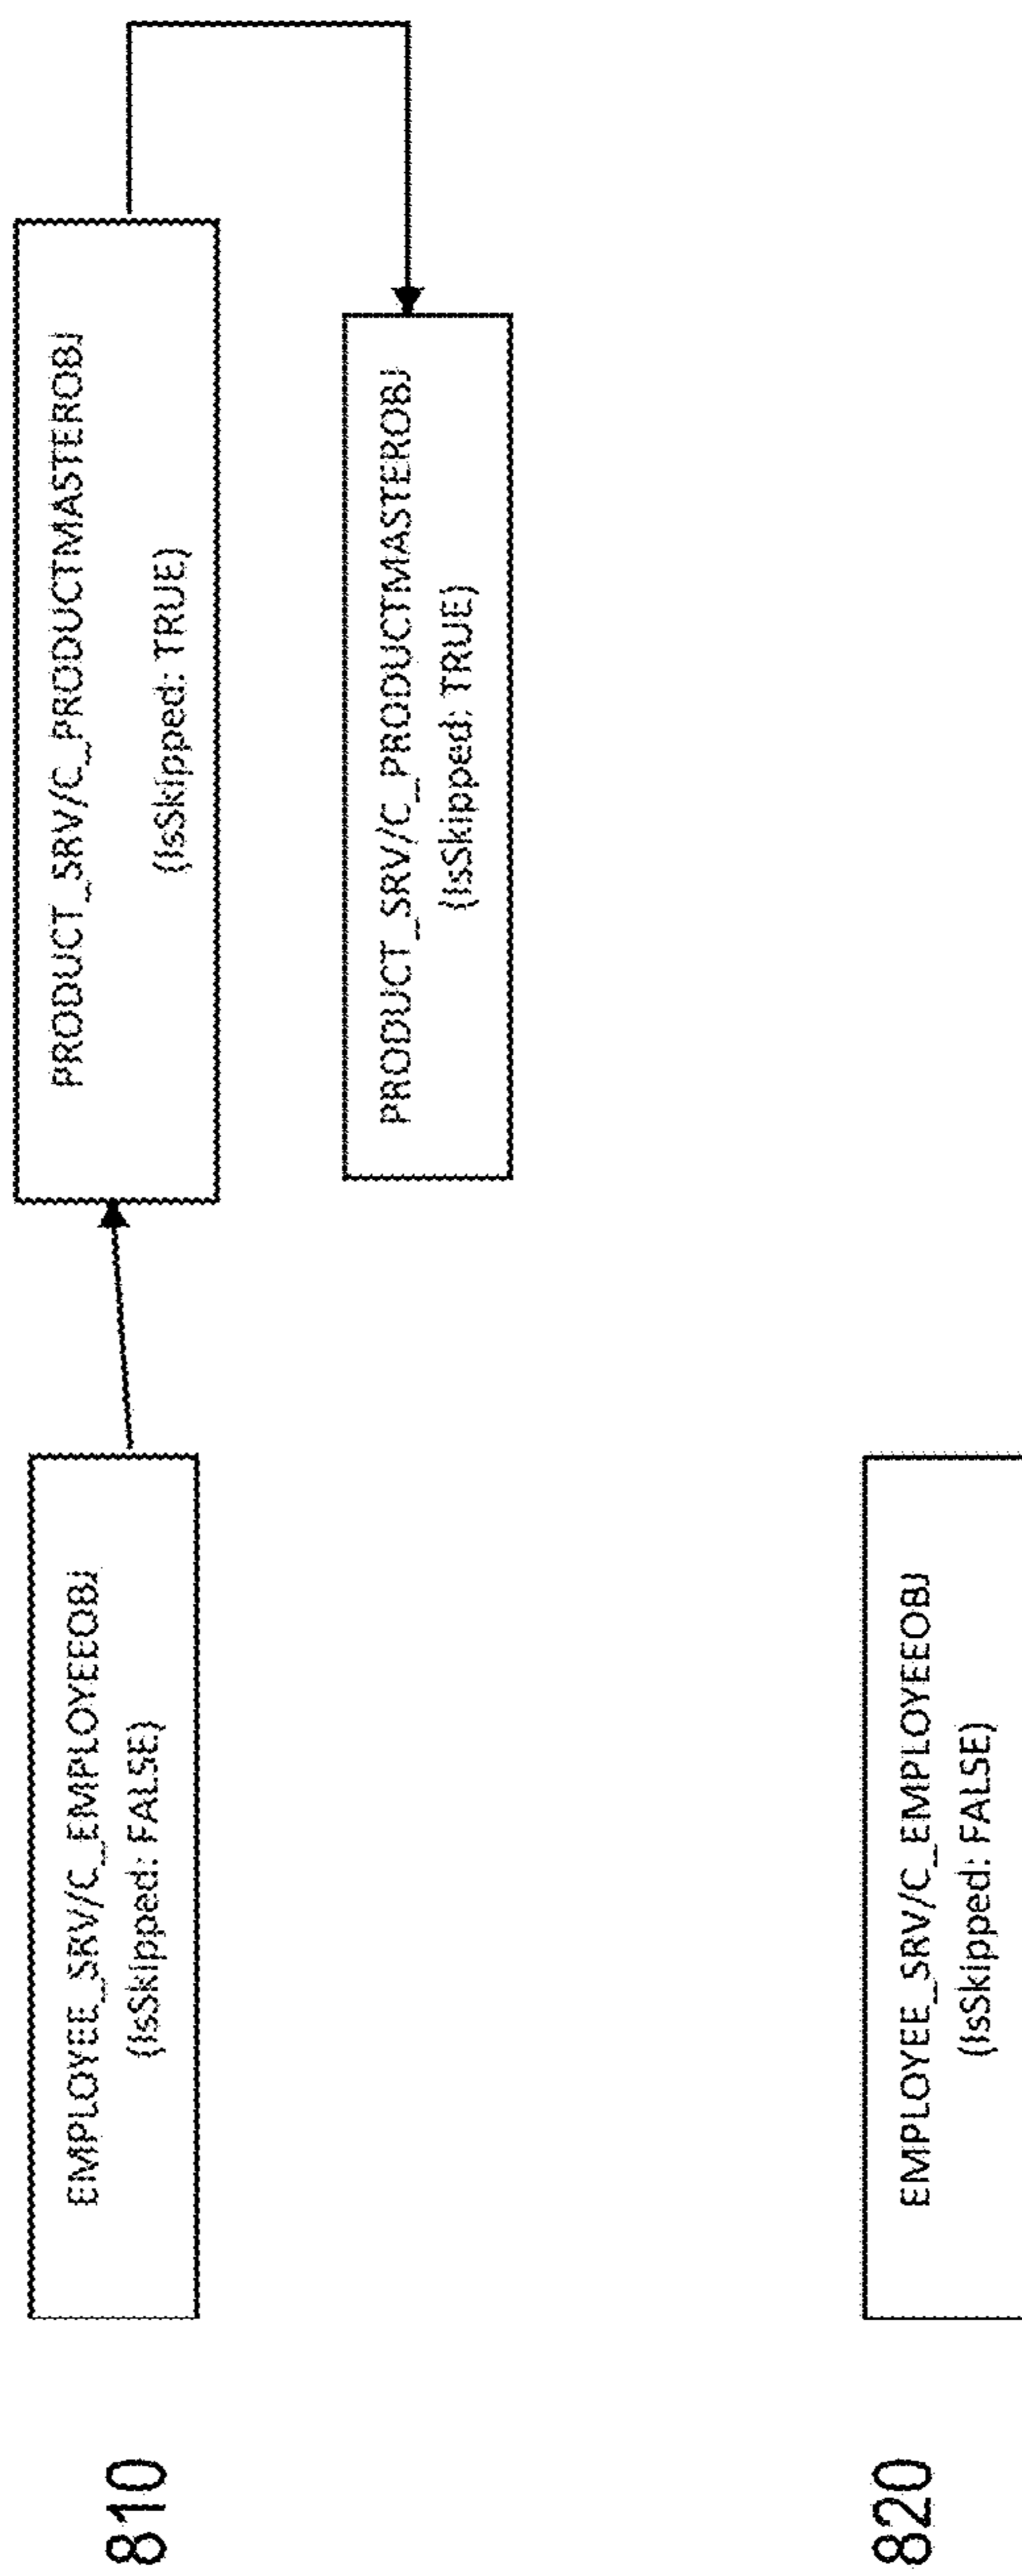 810
EMPLOYEE_SRV/C_EMPLOYEEOBJ
(IsSkipped: FALSE)
PRODUCT_SRV/C_PRODUCTMASTEROBJ
(IsSkipped: TRUE)
PRODUCT_SRV/C_PRODUCTMASTEROBJ
(IsSkipped: TRUE)
820
EMPLOYEE_SRV/C_EMPLOYEEOBJ
(IsSkipped: FALSE)